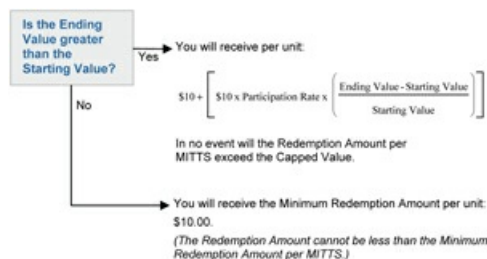 Is the Ending
Value greater
than the
Starting Value?
Yes
You will receive per unit:
$10 + [ $10 x Participation Rate x ( Ending Value - Starting Value
Starting Value ) ]
No
In no event will the Redemption Amount per
MITTS exceed the Capped Value.
You will receive the Minimum Redemption Amount per unit:
$10.00.
(The Redemption Amount cannot be less than the Minimum
Redemption Amount per MITTS.)